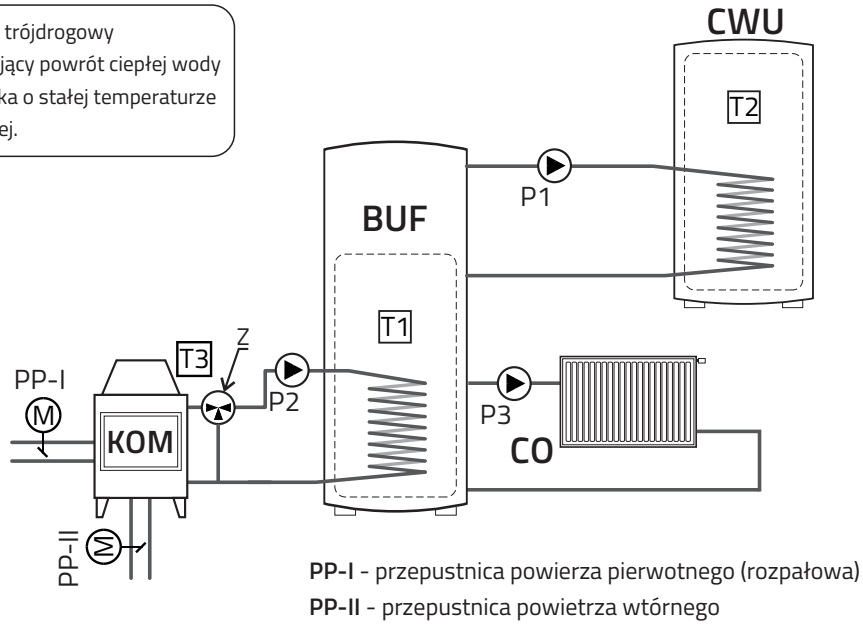 trójdrogowy
jący powrót ciepłej wody
ka o stałej temperaturze
ej.
CWU
T2
P1
BUF
T1
Z
T3
PP-I
P2
M
KOM
P3
CO
M
PP-II
PP-I - przepustnica powierza pierwotnego (rozpałowa)
PP-II - przepustnica powietrza wtórnego